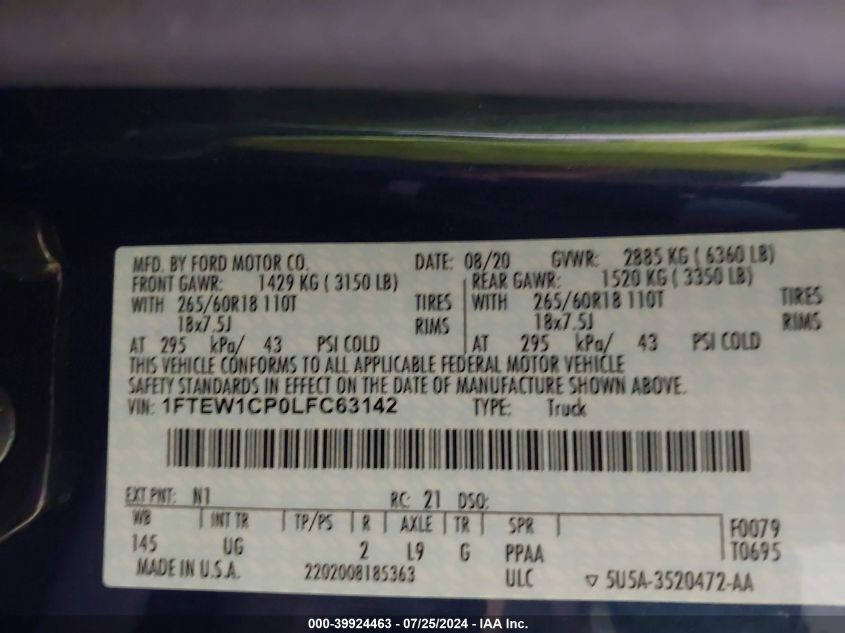 MFD. BY FORD MOTOR CO. DATE: 08/20 GVWR: 2885 KG ( 6360 LB)
FRONT GAWR: 1429 KG ( 3150 LB) REAR GAWR: 1520 KG ( 3350 LB)
WITH 265/60R18 110T TIRES WITH 265/60R18 110T TIRES
18x7.5J RIMS 18x7.5J RIMS
AT 295 kPa/ 43 PSI COLD AT 295 kPa/ 43 PSI COLD
THIS VEHICLE CONFORMS TO ALL APPLICABLE FEDERAL MOTOR VEHICLE
SAFETY STANDARDS IN EFFECT ON THE DATE OF MANUFACTURE SHOWN ABOVE.
VIN: 1FTEW1CP0LFC63142 TYPE: Truck
EXT PNT: N1 RC: 21 DSO:
WB INT TR TP/PS R AXLE TR SPR F0079
145 UG 2 L9 G PPAA T0695
MADE IN U.S.A. 2202008185363 ULC ▽ 5U5A-3520472-AA
000-39924463 - 07/25/2024 - IAA Inc.